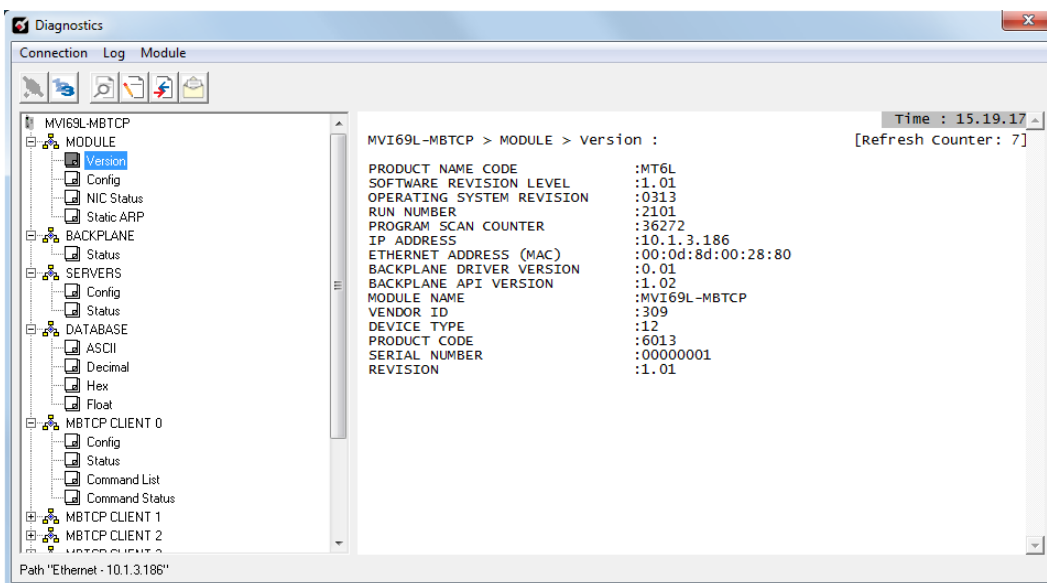 Diagnostics
Connection Log Module
MVI69L-MBTCP
MODULE
Version
Config
NIC Status
Static ARP
BACKPLANE
Status
SERVERS
Config
Status
DATABASE
ASCII
Decimal
Hex
Float
MBTCP CLIENT 0
Config
Status
Command List
Command Status
MBTCP CLIENT 1
MBTCP CLIENT 2
Time : 15.19.17
MVI69L-MBTCP > MODULE > Version : [Refresh Counter: 7]
PRODUCT NAME CODE :MT6L
SOFTWARE REVISION LEVEL :1.01
OPERATING SYSTEM REVISION :0313
RUN NUMBER :2101
PROGRAM SCAN COUNTER :36272
IP ADDRESS :10.1.3.186
ETHERNET ADDRESS (MAC) :00:0d:8d:00:28:80
BACKPLANE DRIVER VERSION :0.01
BACKPLANE API VERSION :1.02
MODULE NAME :MVI69L-MBTCP
VENDOR ID :309
DEVICE TYPE :12
PRODUCT CODE :6013
SERIAL NUMBER :00000001
REVISION :1.01
Path "Ethernet - 10.1.3.186"